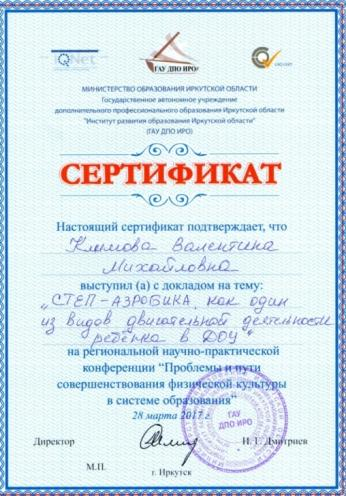 IQNet
ГАУ ДПО ИРО
МИНИСТЕРСТВО ОБРАЗОВАНИЯ ИРКУТСКОЙ ОБЛАСТИ
Государственное автономное учреждение
дополнительного профессионального образования Иркутской области
"Институт развития образования Иркутской области"
(ГАУ ДПО ИРО)
СЕРТИФИКАТ
Настоящий сертификат подтверждает, что
Климова Валентина
Михайловна
выступил (а) с докладом на тему:
„СТЕП-АЭРОБИКА, как один
из видов двигательной деятельности
ребёнка в ДОУ"
на региональной научно-практической
конференции "Проблемы и пути
совершенствования физической культуры
в системе образования"
28 марта 2017 г.
ГАУ
ДПО ИРО
Директор
Дмитриев
М.П.
г. Иркутск